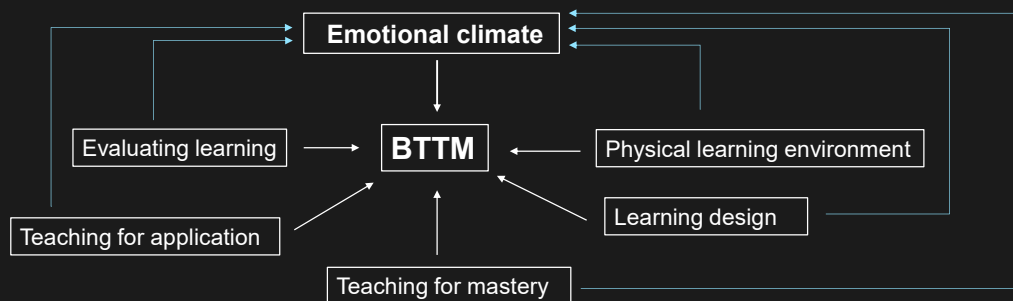 Emotional climate
Evaluating learning
BTTM
Physical learning environment
Teaching for application
Learning design
Teaching for mastery